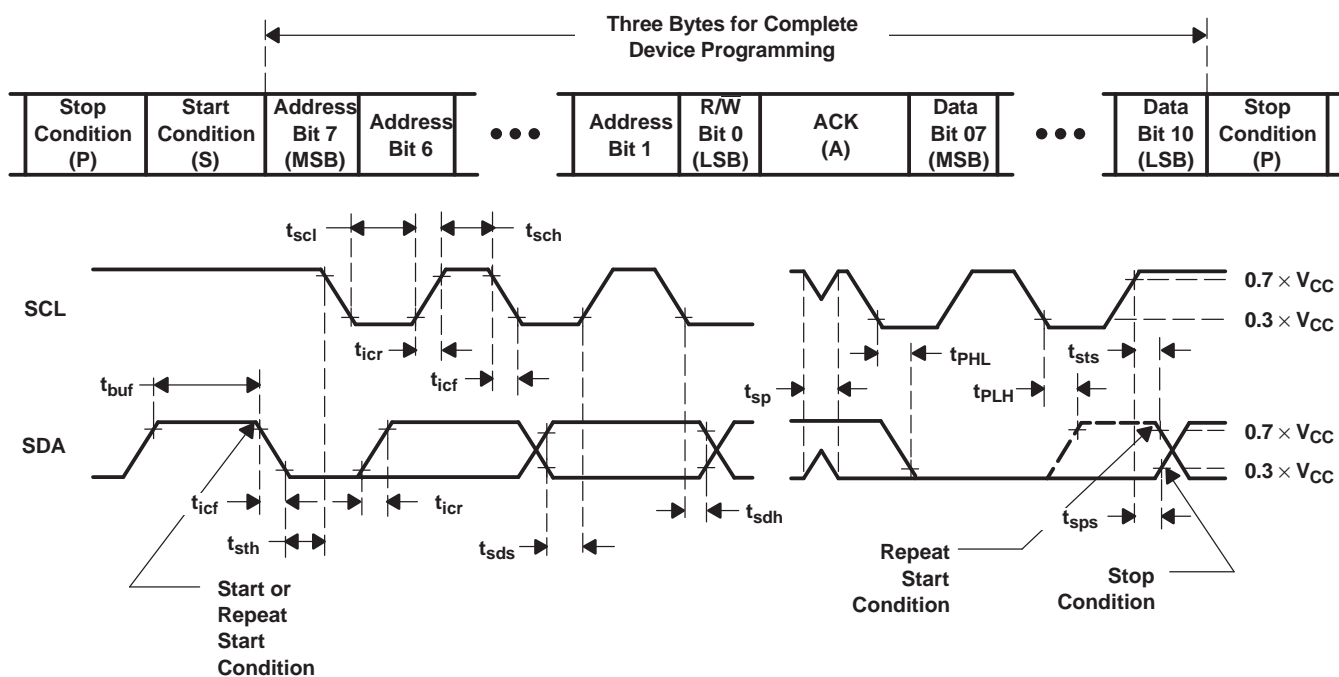 Three Bytes for Complete
Device Programming
Stop
Condition
(P)
Start
Condition
(S)
Address
Bit 7
(MSB)
Address
Bit 6
•••
Address
Bit 1
R/W̅
Bit 0
(LSB)
ACK
(A)
Data
Bit 07
(MSB)
•••
Data
Bit 10
(LSB)
Stop
Condition
(P)
tscl
tsch
SCL
0.7 × VCC
0.3 × VCC
ticr
tPHL
tsts
tbuf
ticf
tsp
tPLH
SDA
0.7 × VCC
0.3 × VCC
ticf
ticr
tsdh
tsps
tsth
tsds
Start or
Repeat
Start
Condition
Repeat
Start
Condition
Stop
Condition